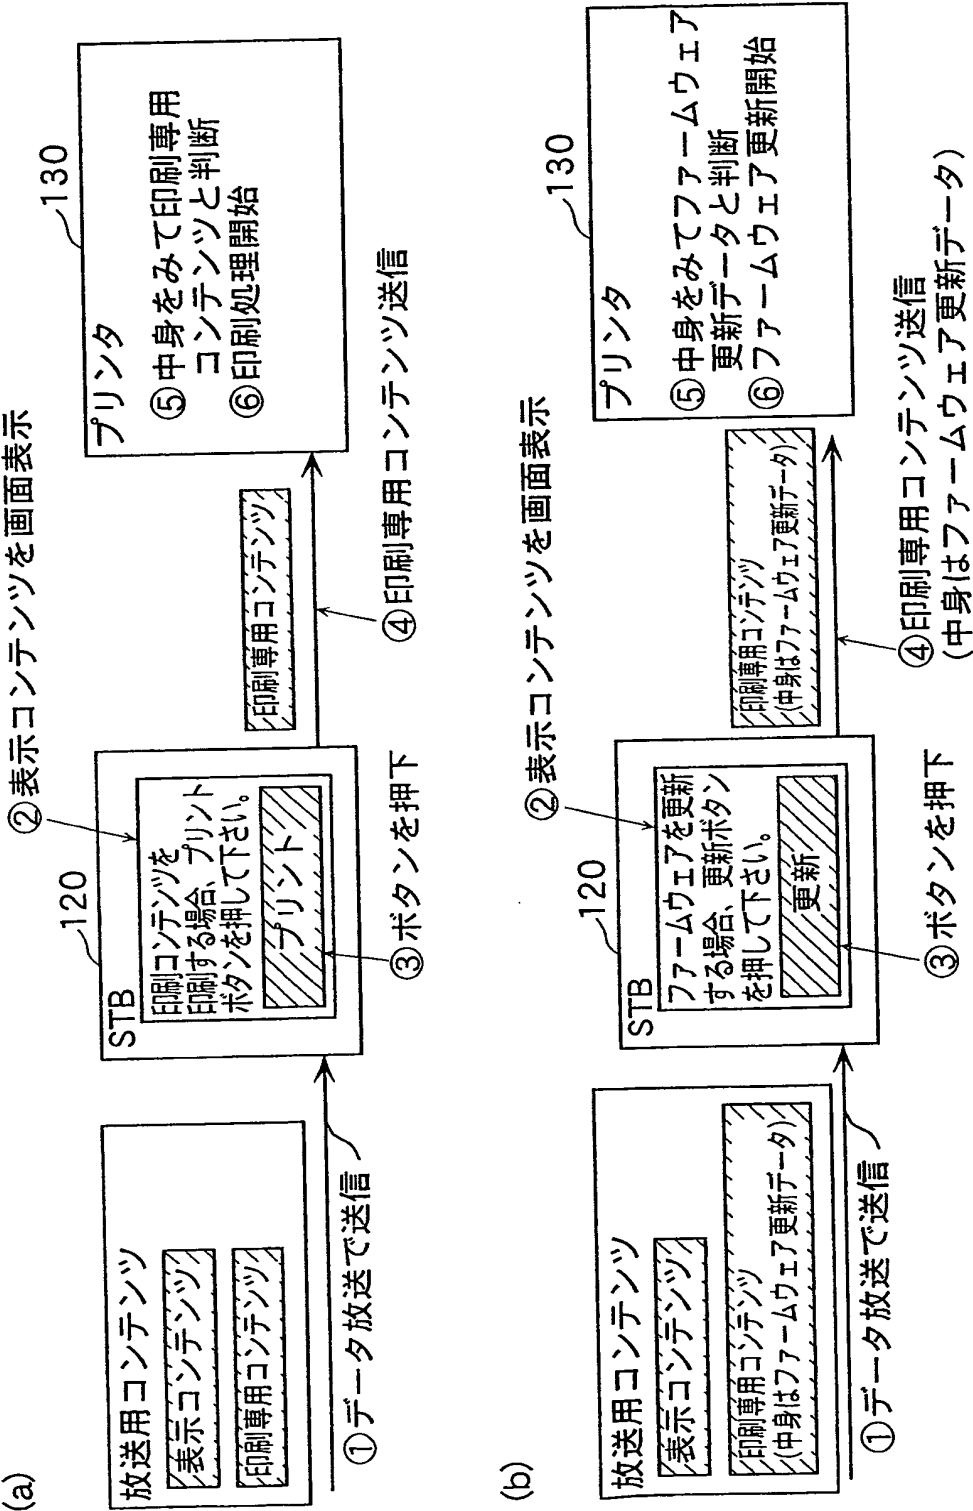 (a)
放送用コンテンツ
表示コンテンツ
印刷専用コンテンツ
①データ放送で送信
STB
120
②表示コンテンツを画面表示
印刷コンテンツを
印刷する場合、プリント
ボタンを押して下さい。
プリント
③ボタンを押下
印刷専用コンテンツ
④印刷専用コンテンツ送信
プリンタ
130
⑤中身をみて印刷専用
コンテンツと判断
⑥印刷処理開始
(b)
放送用コンテンツ
表示コンテンツ
印刷専用コンテンツ
(中身はファームウェア更新データ)
①データ放送で送信
STB
120
②表示コンテンツを画面表示
ファームウェアを更新
する場合、更新ボタン
を押して下さい。
更新
③ボタンを押下
印刷専用コンテンツ
(中身はファームウェア更新データ)
④印刷専用コンテンツ送信
(中身はファームウェア更新データ)
プリンタ
130
⑤中身をみてファームウェア
更新データと判断
⑥ファームウェア更新開始